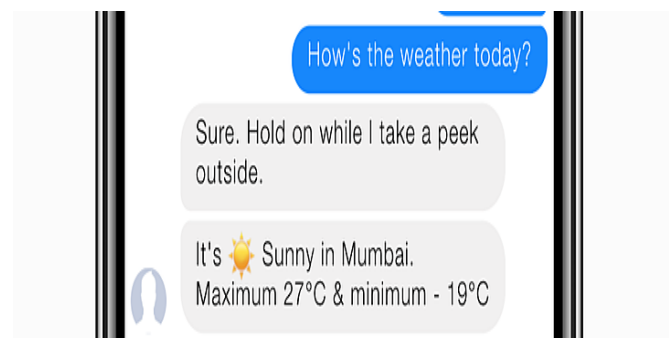 How's the weather today?
Sure. Hold on while I take a peek
outside.
It's ☀️ Sunny in Mumbai.
Maximum 27°C & minimum - 19°C